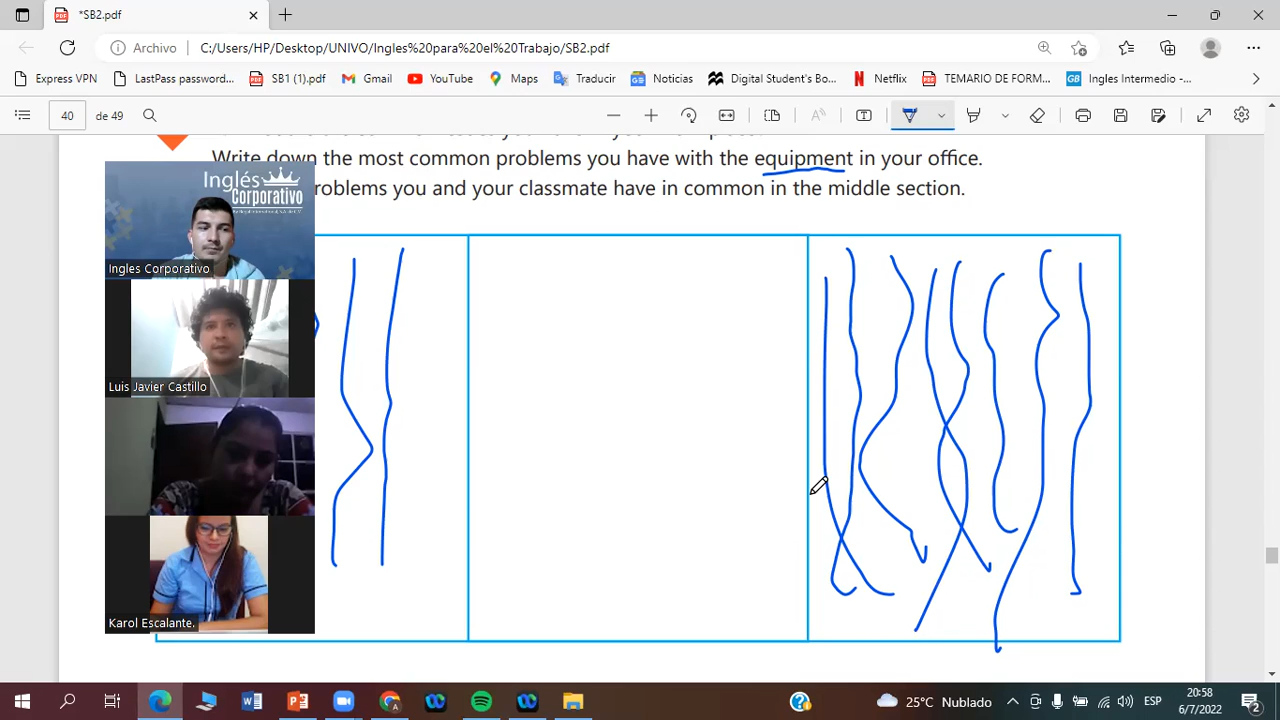 *SB2.pdf
Archivo
C:/Users/HP/Desktop/UNIVO/Ingles%20para%20el%20Trabajo/SB2.pdf
Express VPN
LastPass password...
SB1 (1).pdf
Gmail
YouTube
Maps
Traducir
Noticias
Digital Student's Bo...
Netflix
TEMARIO DE FORM...
Ingles Intermedio -...
40
de 49
Write down the most common problems you have with the equipment in your office.
roblems you and your classmate have in common in the middle section.
Inglés
Corporativo
Ingles Corporativo
Luis Javier Castillo
Karol Escalante.
25°C Nublado
ESP
20:58
6/7/2022
2